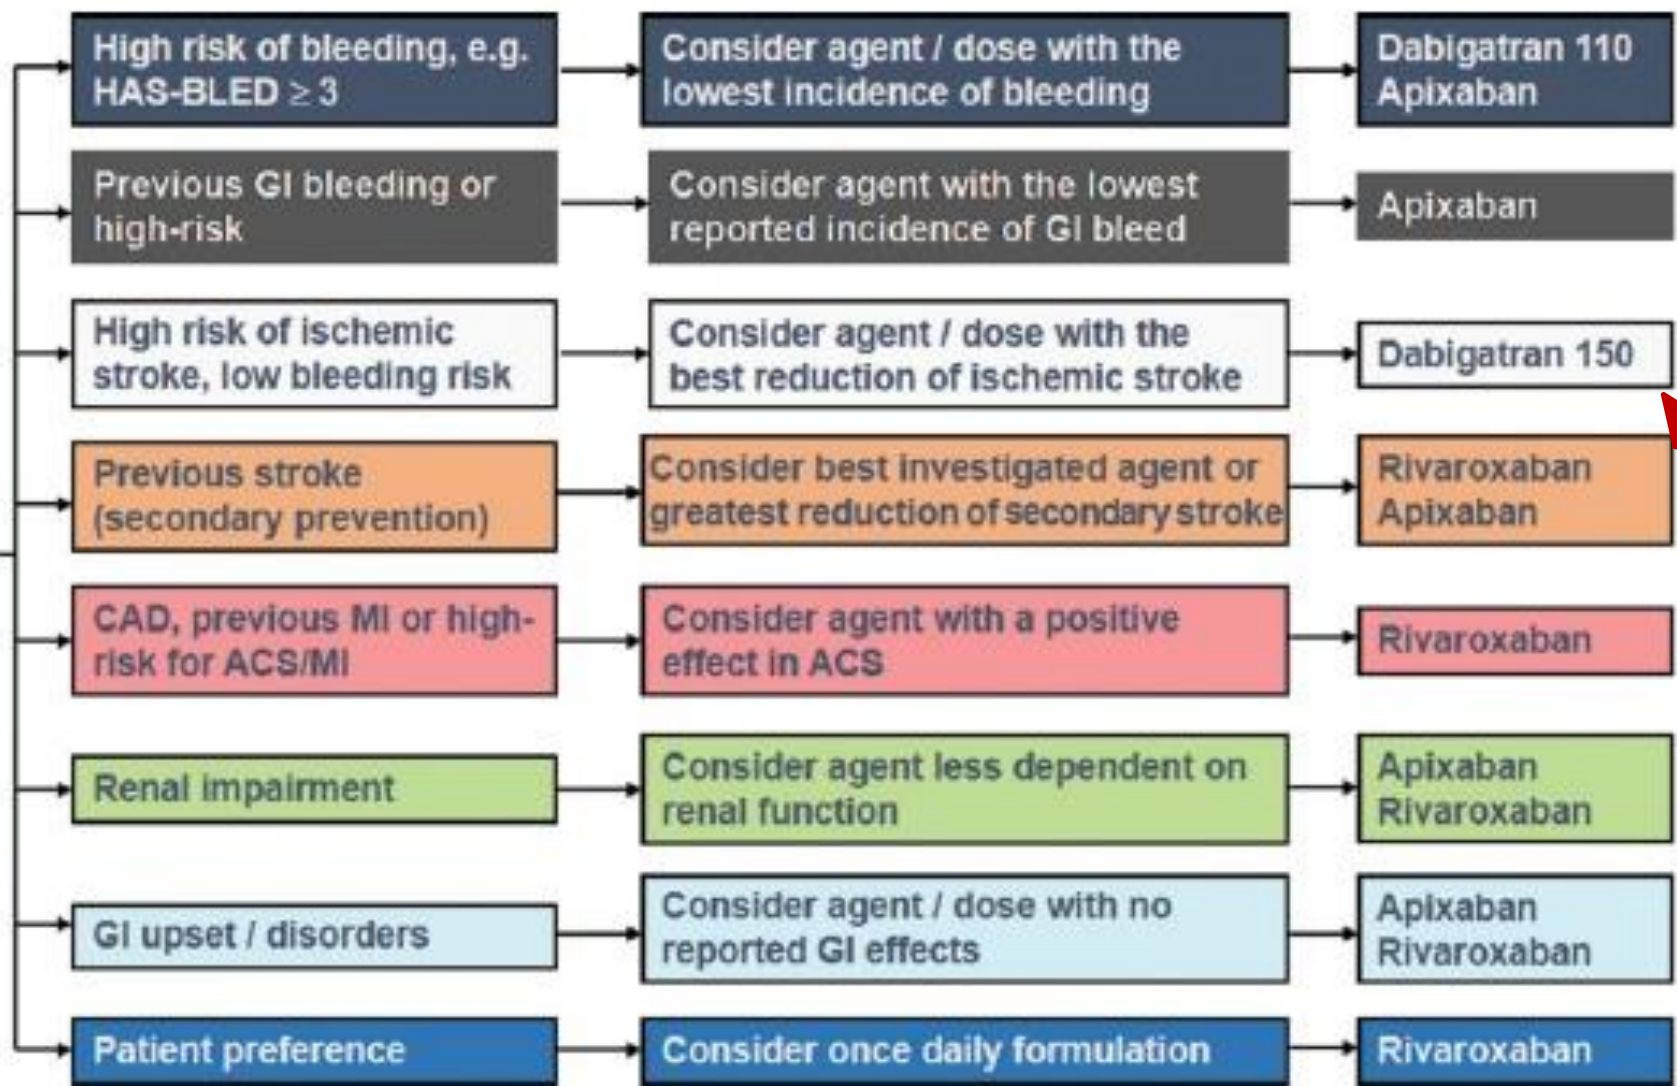 High risk of bleeding, e.g.
HAS-BLED ≥ 3
Consider agent / dose with the
lowest incidence of bleeding
Dabigatran 110
Apixaban
Previous GI bleeding or
high-risk
Consider agent with the lowest
reported incidence of GI bleed
Apixaban
High risk of ischemic
stroke, low bleeding risk
Consider agent / dose with the
best reduction of ischemic stroke
Dabigatran 150
Previous stroke
(secondary prevention)
Consider best investigated agent or
greatest reduction of secondary stroke
Rivaroxaban
Apixaban
CAD, previous MI or high-
risk for ACS/MI
Consider agent with a positive
effect in ACS
Rivaroxaban
Renal impairment
Consider agent less dependent on
renal function
Apixaban
Rivaroxaban
GI upset / disorders
Consider agent / dose with no
reported GI effects
Apixaban
Rivaroxaban
Patient preference
Consider once daily formulation
Rivaroxaban